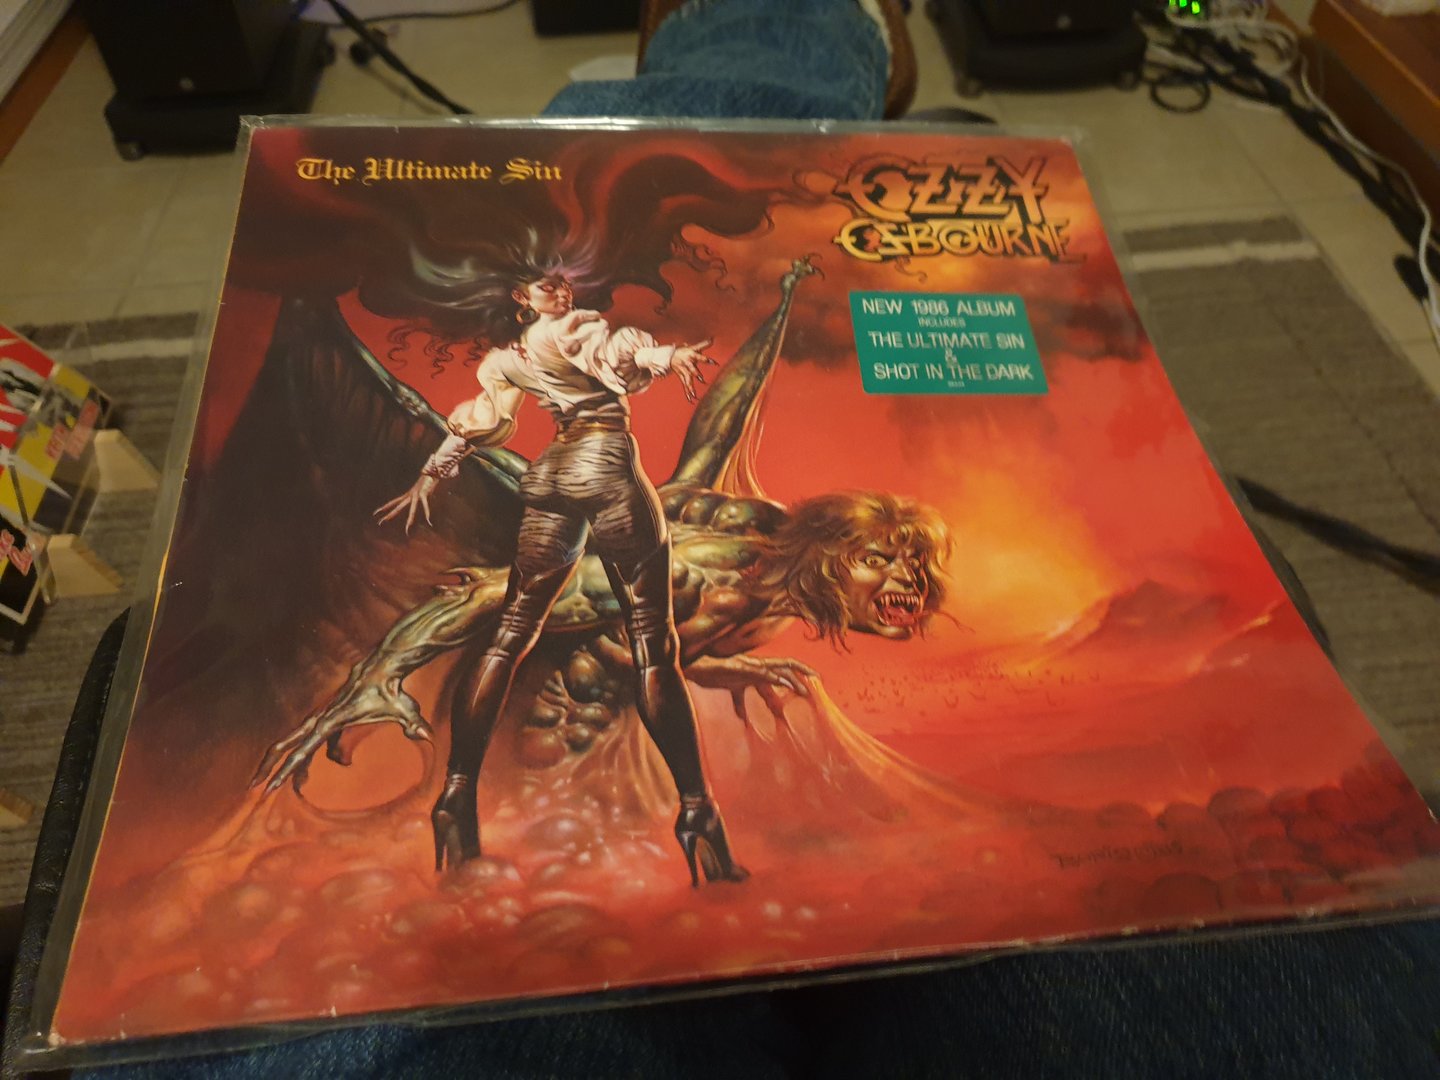 The Ultimate Sin
OZZY
OSBOURNE
NEW 1986 ALBUM
INCLUDES
THE ULTIMATE SIN
&
SHOT IN THE DARK